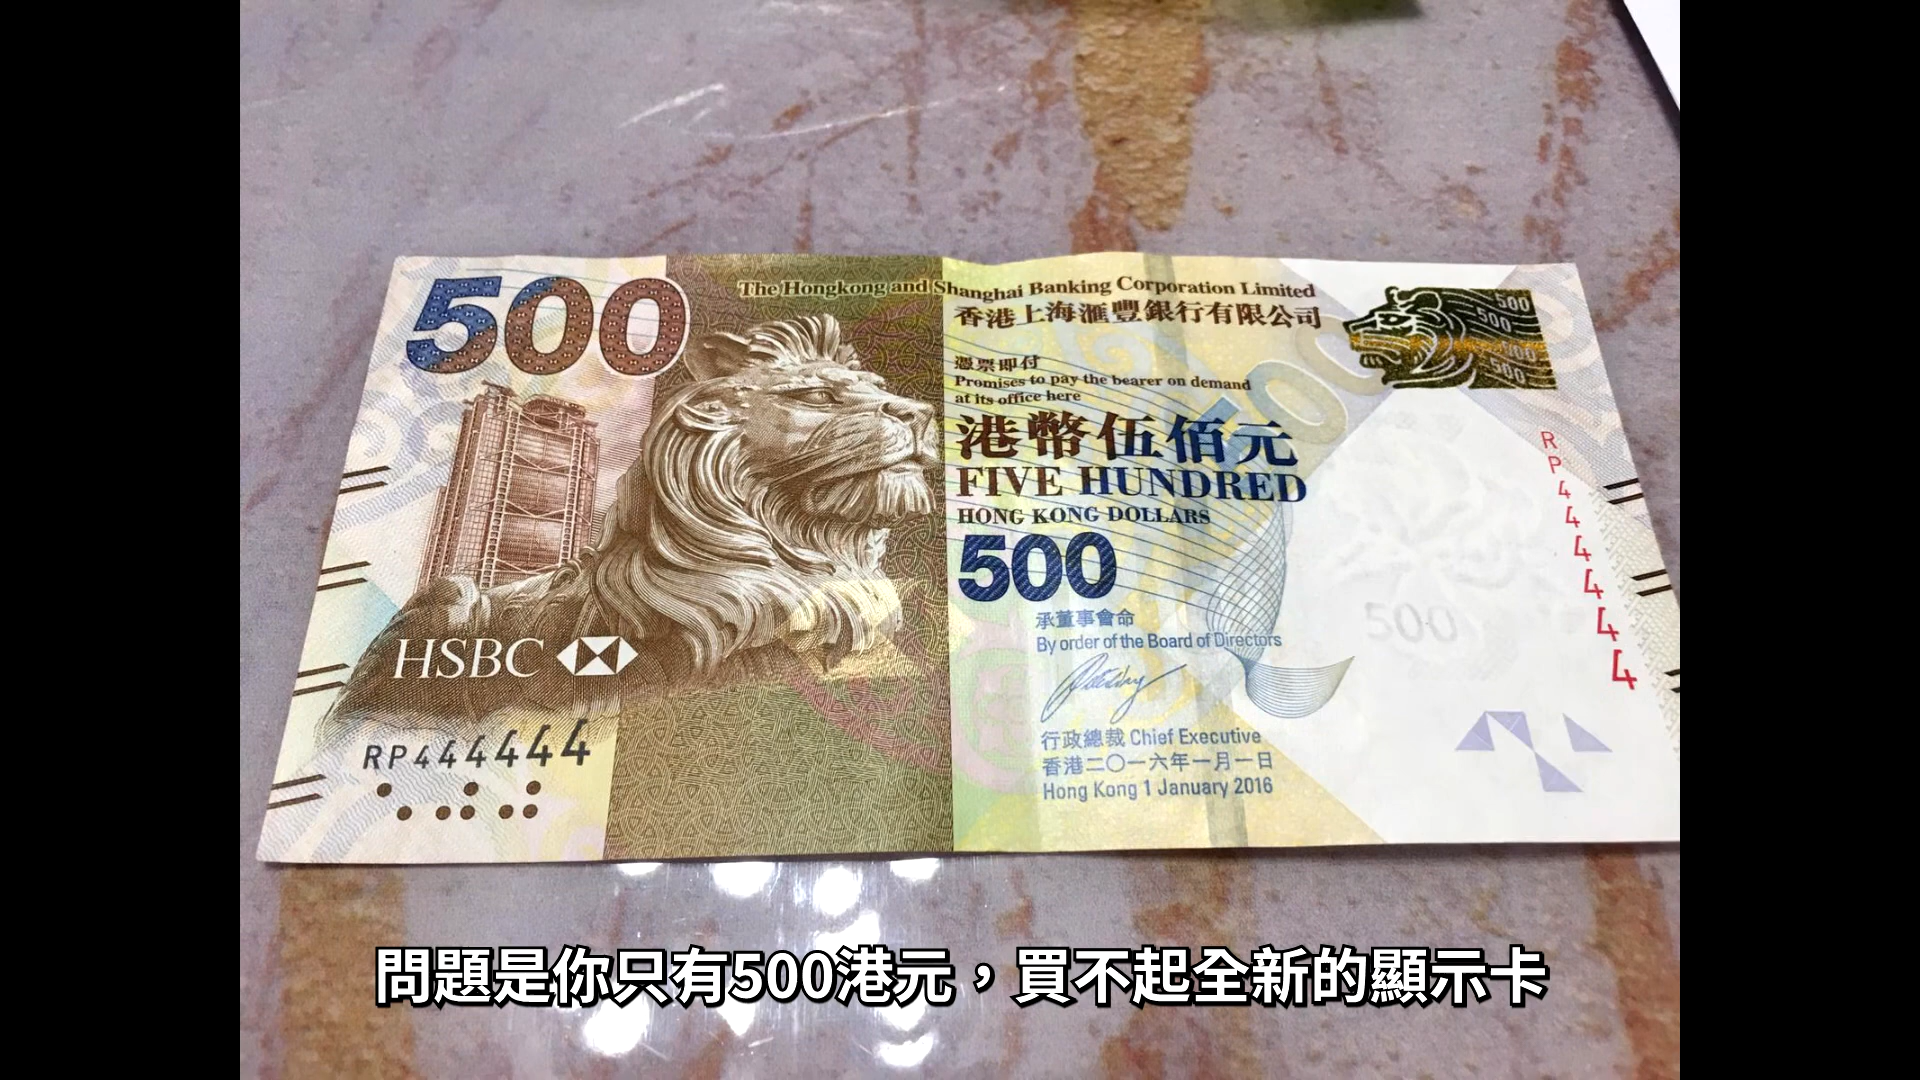 500
The Hongkong and Shanghai Banking Corporation Limited
香港上海滙豐銀行有限公司
500
500
500
500
憑票即付
Promises to pay the bearer on demand
at its office here
500
港幣伍佰元
FIVE HUNDRED
HONG KONG DOLLARS
500
RP444444
承董事會命
By order of the Board of Directors
500
HSBC
行政總裁 Chief Executive
香港二〇一六年一月一日
Hong Kong 1 January 2016
RP444444
問題是你只有500港元，買不起全新的顯示卡